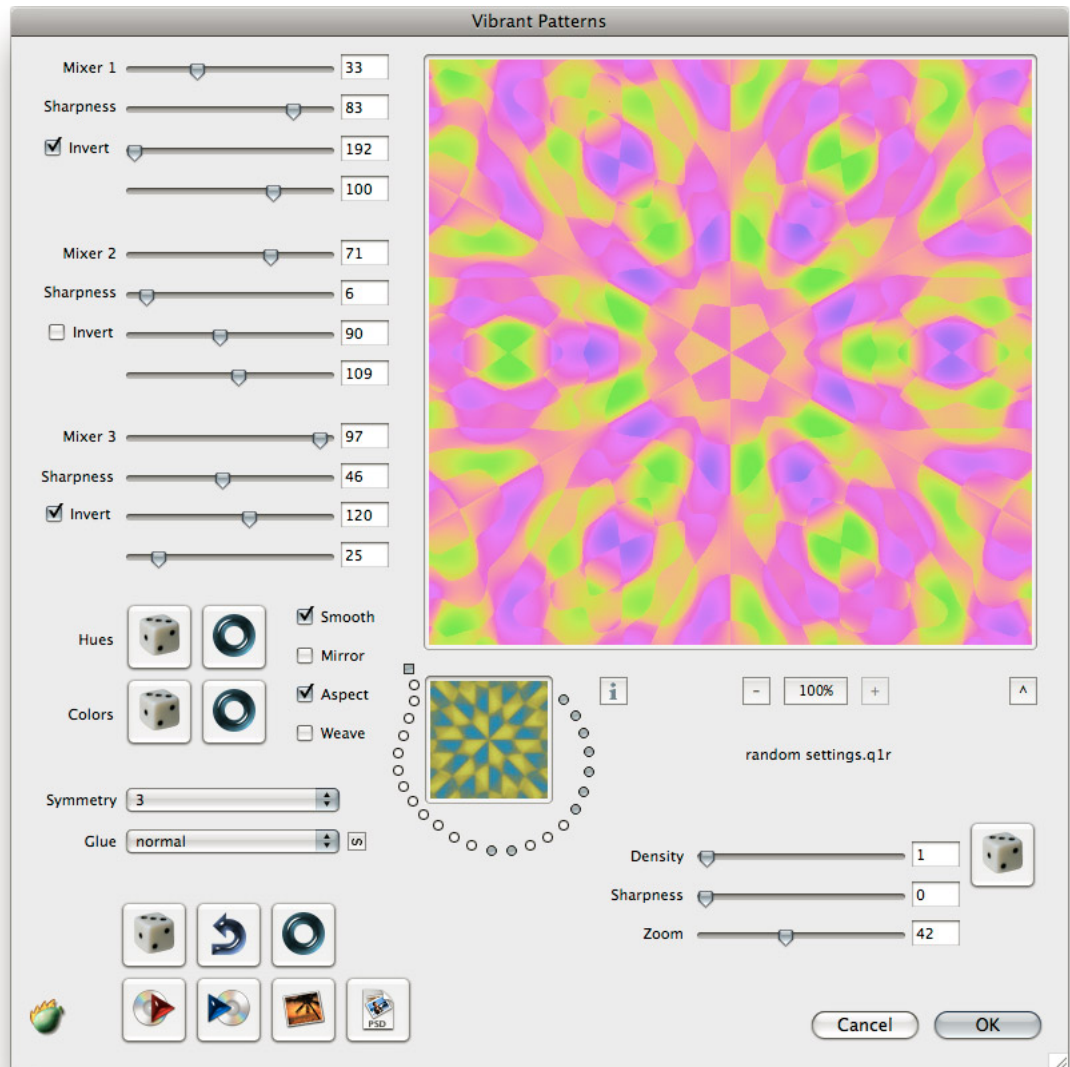 Vibrant Patterns
Mixer 1 33
Sharpness 83
Invert 192
100
Mixer 2 71
Sharpness 6
Invert 90
109
Mixer 3 97
Sharpness 46
Invert 120
25
Hues
Smooth
Mirror
Colors
Aspect
Weave
i - 100% + ^
random settings.q1r
Symmetry 3
Glue normal S
Density 1
Sharpness 0
Zoom 42
PSD
Cancel OK